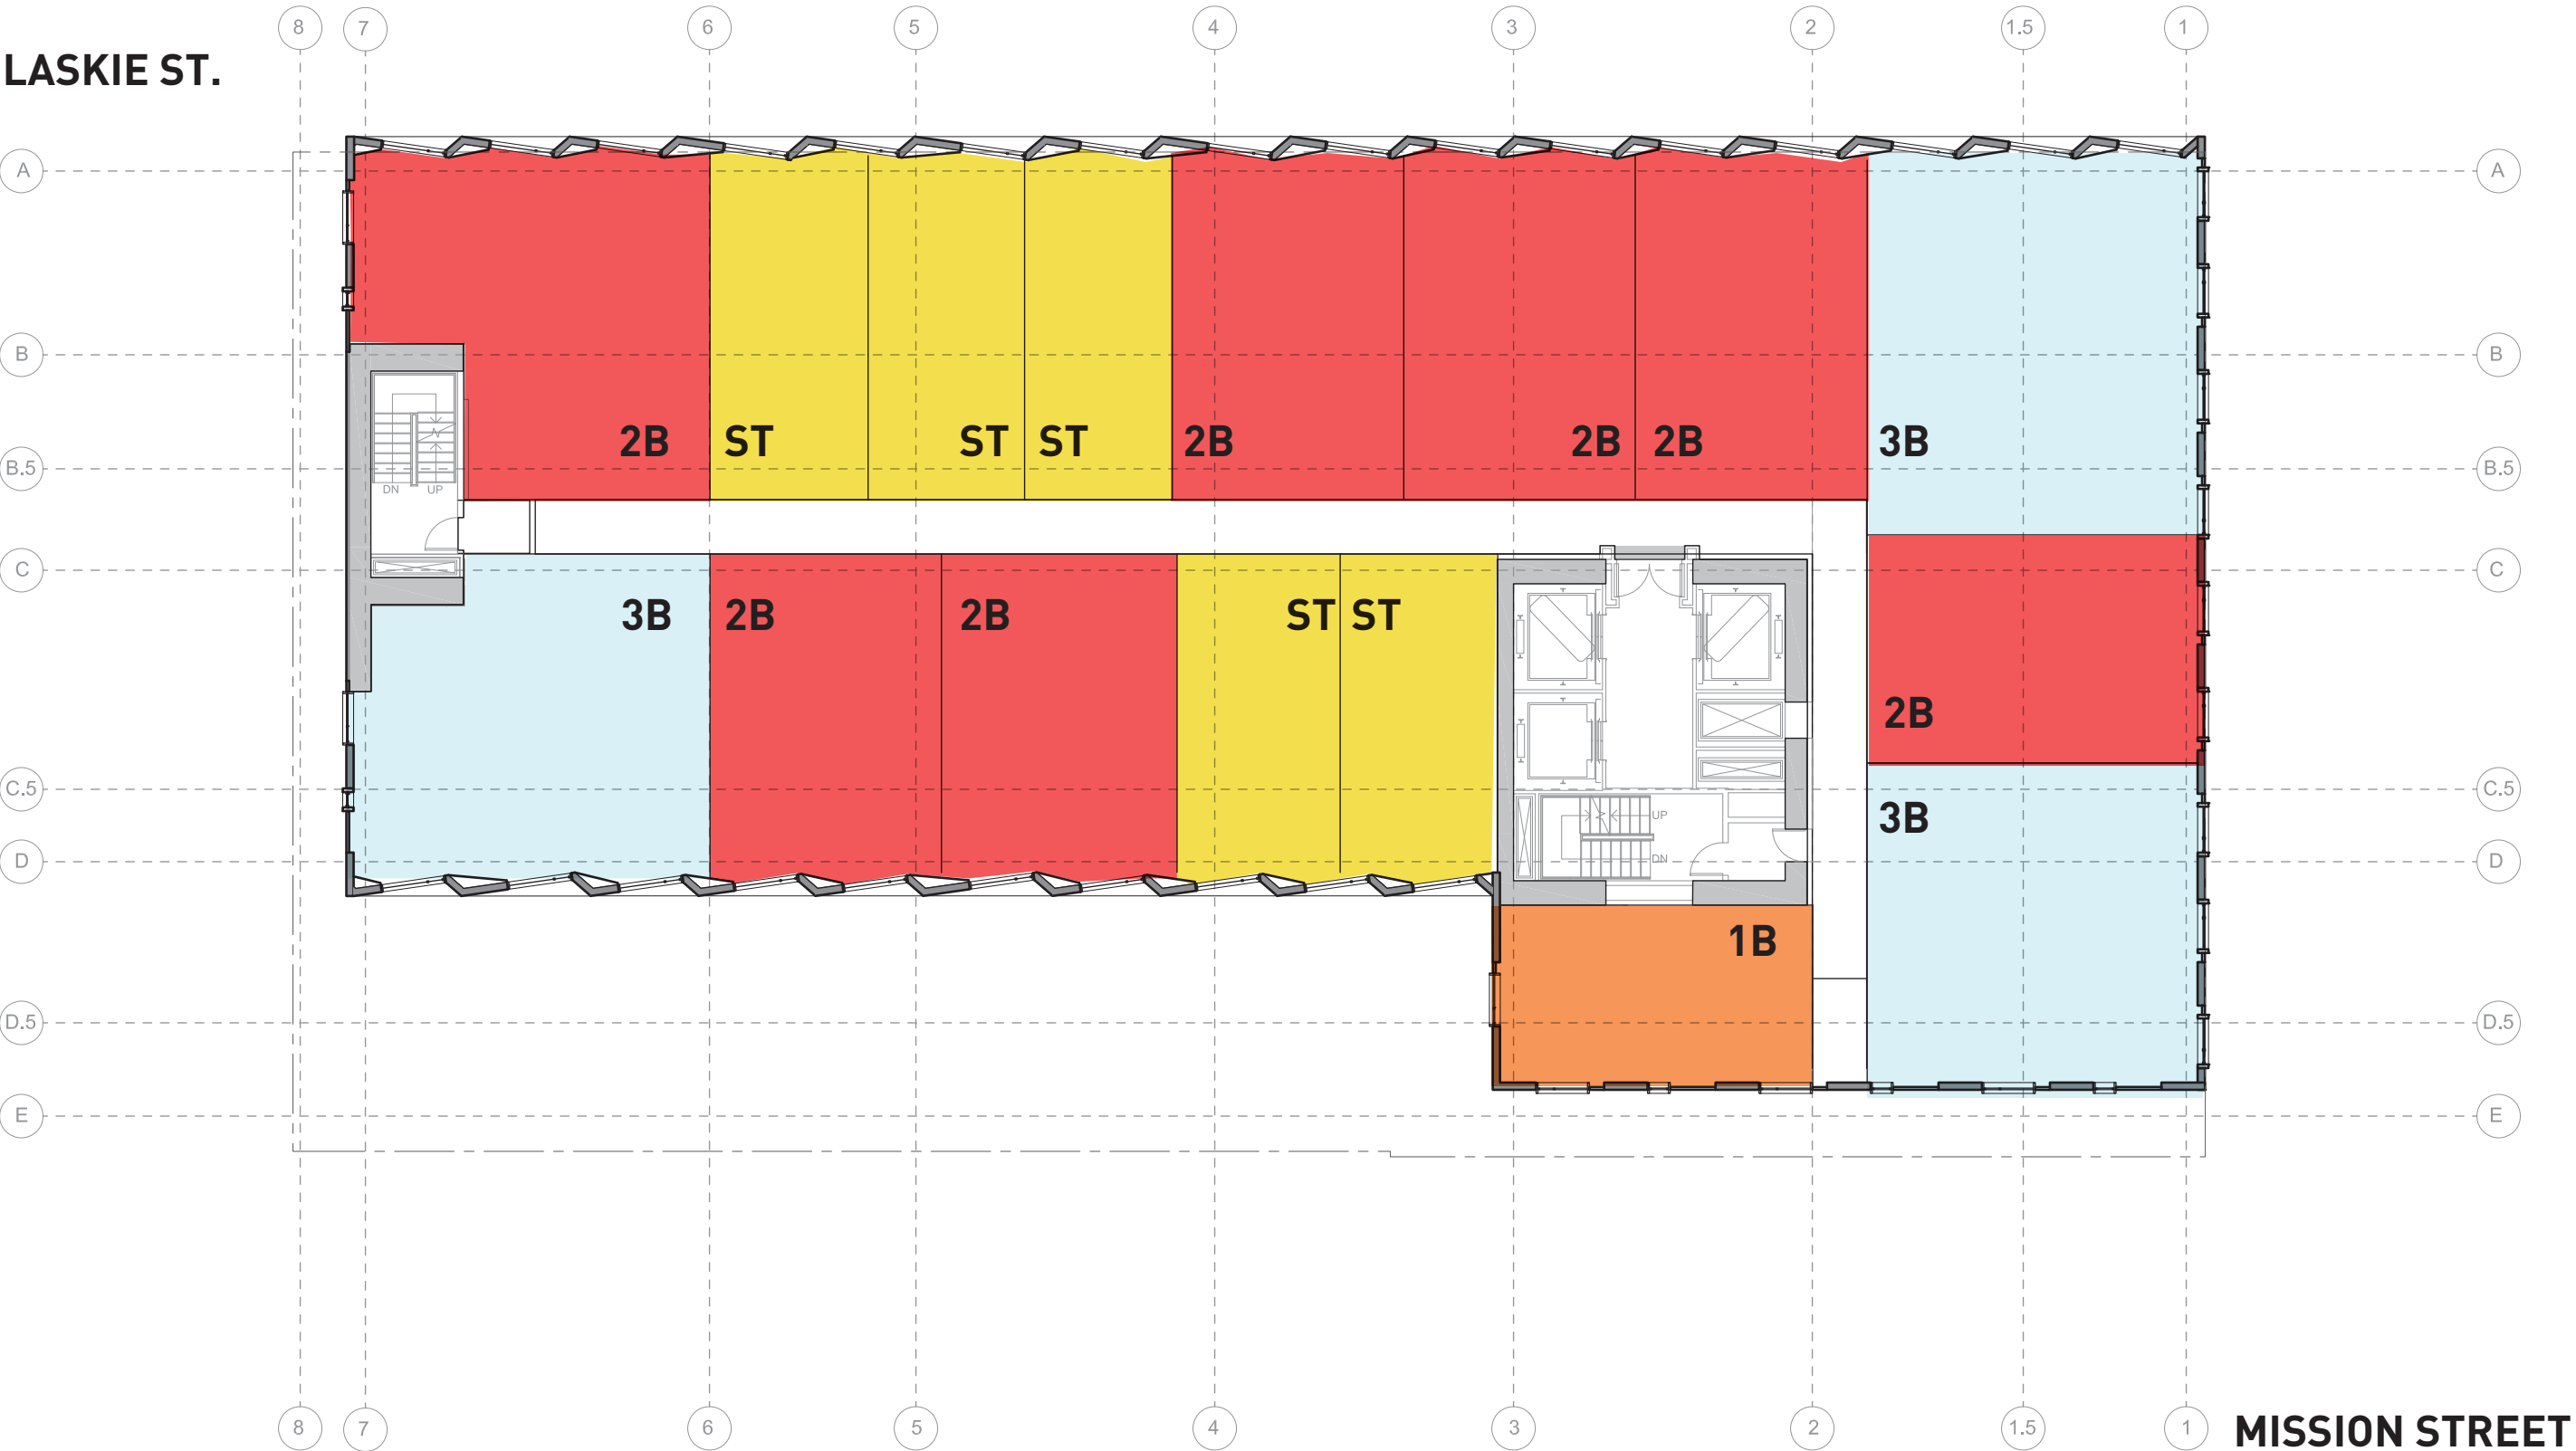 8 7 6 5 4 3 2 1.5 1
LASKIE ST.
A A
B B
2B ST ST ST 2B 2B 2B 3B
B.5 B.5
DN UP
C C
3B 2B 2B ST ST
2B
C.5 C.5
3B
UP
D DN D
1B
D.5 D.5
E E
8 7 6 5 4 3 2 1.5 1
MISSION STREET